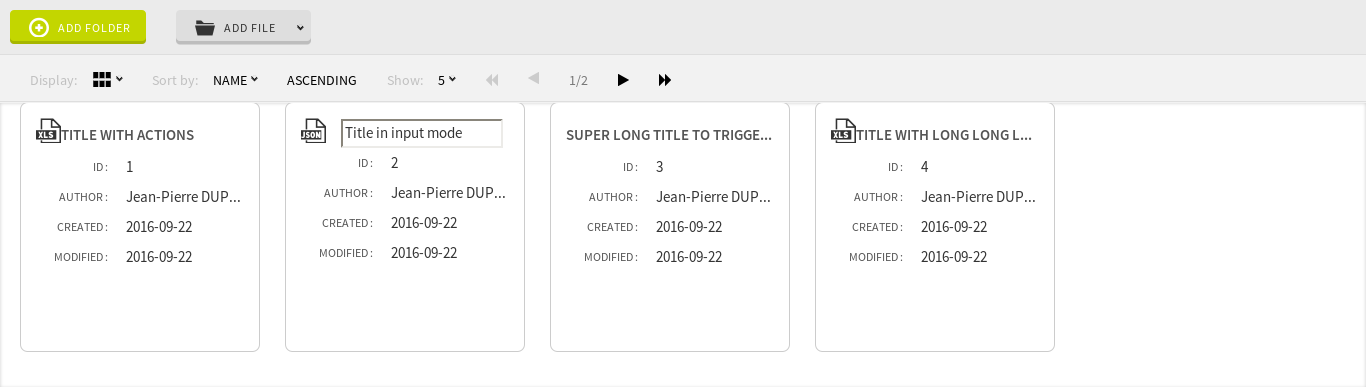 ADD FOLDER ADD FILE
Display: Sort by: NAME ASCENDING Show: 5 1/2
XLS TITLE WITH ACTIONS
ID : 1
AUTHOR : Jean-Pierre DUP...
CREATED : 2016-09-22
MODIFIED : 2016-09-22
JSON Title in input mode
ID : 2
AUTHOR : Jean-Pierre DUP...
CREATED : 2016-09-22
MODIFIED : 2016-09-22
SUPER LONG TITLE TO TRIGGE...
ID : 3
AUTHOR : Jean-Pierre DUP...
CREATED : 2016-09-22
MODIFIED : 2016-09-22
XLS TITLE WITH LONG LONG L...
ID : 4
AUTHOR : Jean-Pierre DUP...
CREATED : 2016-09-22
MODIFIED : 2016-09-22